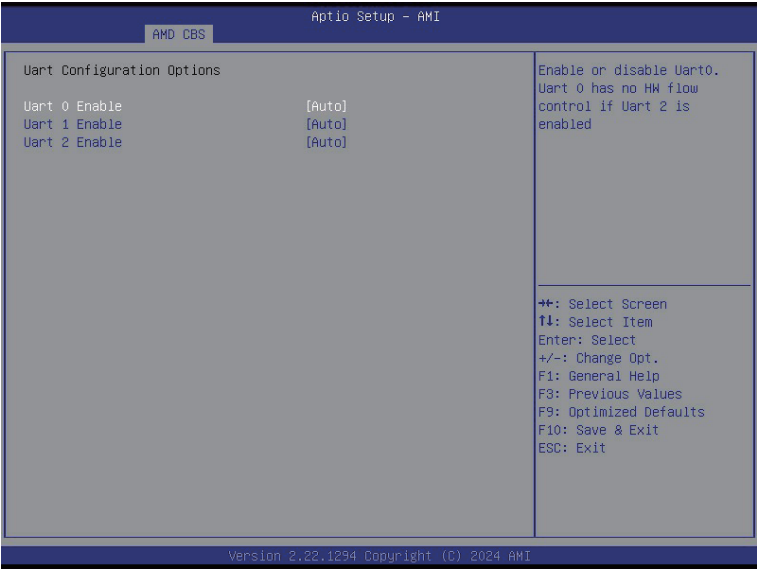 Aptio Setup – AMI
AMD CBS
Uart Configuration Options
Uart 0 Enable [Auto]
Uart 1 Enable [Auto]
Uart 2 Enable [Auto]
Enable or disable Uart0.
Uart 0 has no HW flow
control if Uart 2 is
enabled
→←: Select Screen
↑↓: Select Item
Enter: Select
+/-: Change Opt.
F1: General Help
F3: Previous Values
F9: Optimized Defaults
F10: Save & Exit
ESC: Exit
Version 2.22.1294 Copyright (C) 2024 AMI